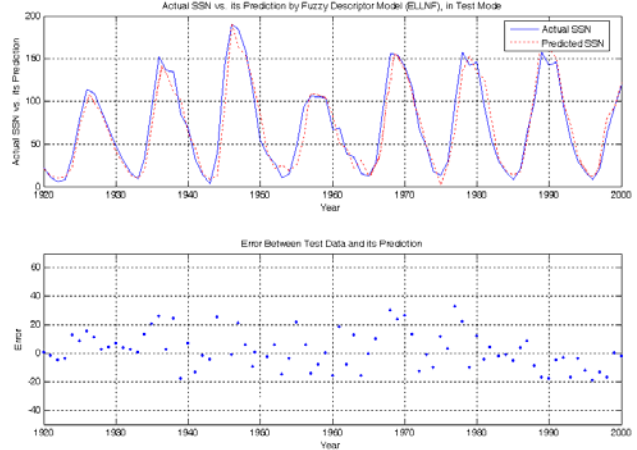 Actual SSN vs. its Prediction by Fuzzy Descriptor Model (ELLNF), in Test Mode
200
150
100
50
0
Actual SSN vs. its Prediction
Actual SSN
Predicted SSN
1920 1930 1940 1950 1960 1970 1980 1990 2000
Year
Error Between Test Data and its Prediction
60
40
20
0
-20
-40
Error
1920 1930 1940 1950 1960 1970 1980 1990 2000
Year